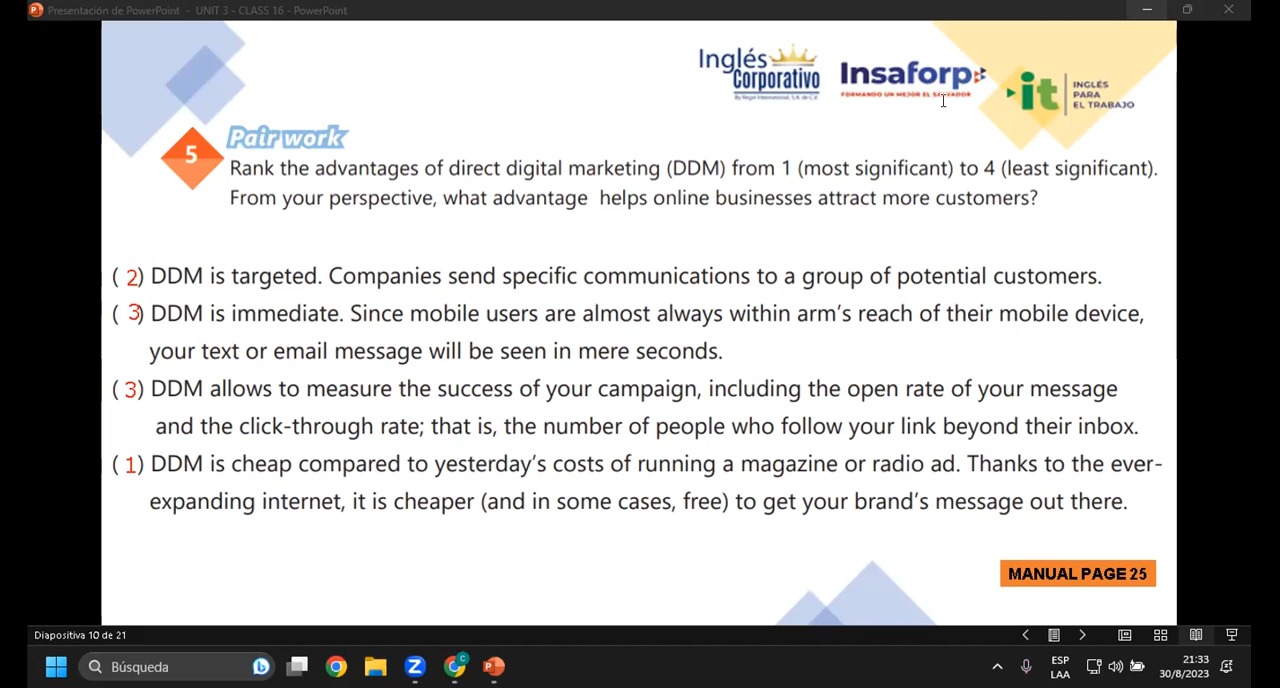 Presentación de PowerPoint - UNIT 3 - CLASS 16 - PowerPoint
Inglés
Corporativo
By Regal International, S.A. de C.V.
Insaforp
FORMANDO UN MEJOR EL SALVADOR
it
INGLÉS
PARA
EL TRABAJO
5
Pair work
Rank the advantages of direct digital marketing (DDM) from 1 (most significant) to 4 (least significant).
From your perspective, what advantage helps online businesses attract more customers?
( 2) DDM is targeted. Companies send specific communications to a group of potential customers.
( 3) DDM is immediate. Since mobile users are almost always within arm's reach of their mobile device,
your text or email message will be seen in mere seconds.
( 3) DDM allows to measure the success of your campaign, including the open rate of your message
and the click-through rate; that is, the number of people who follow your link beyond their inbox.
( 1) DDM is cheap compared to yesterday's costs of running a magazine or radio ad. Thanks to the ever-
expanding internet, it is cheaper (and in some cases, free) to get your brand's message out there.
MANUAL PAGE 25
Diapositiva 10 de 21
Búsqueda
ESP
LAA
21:33
30/8/2023